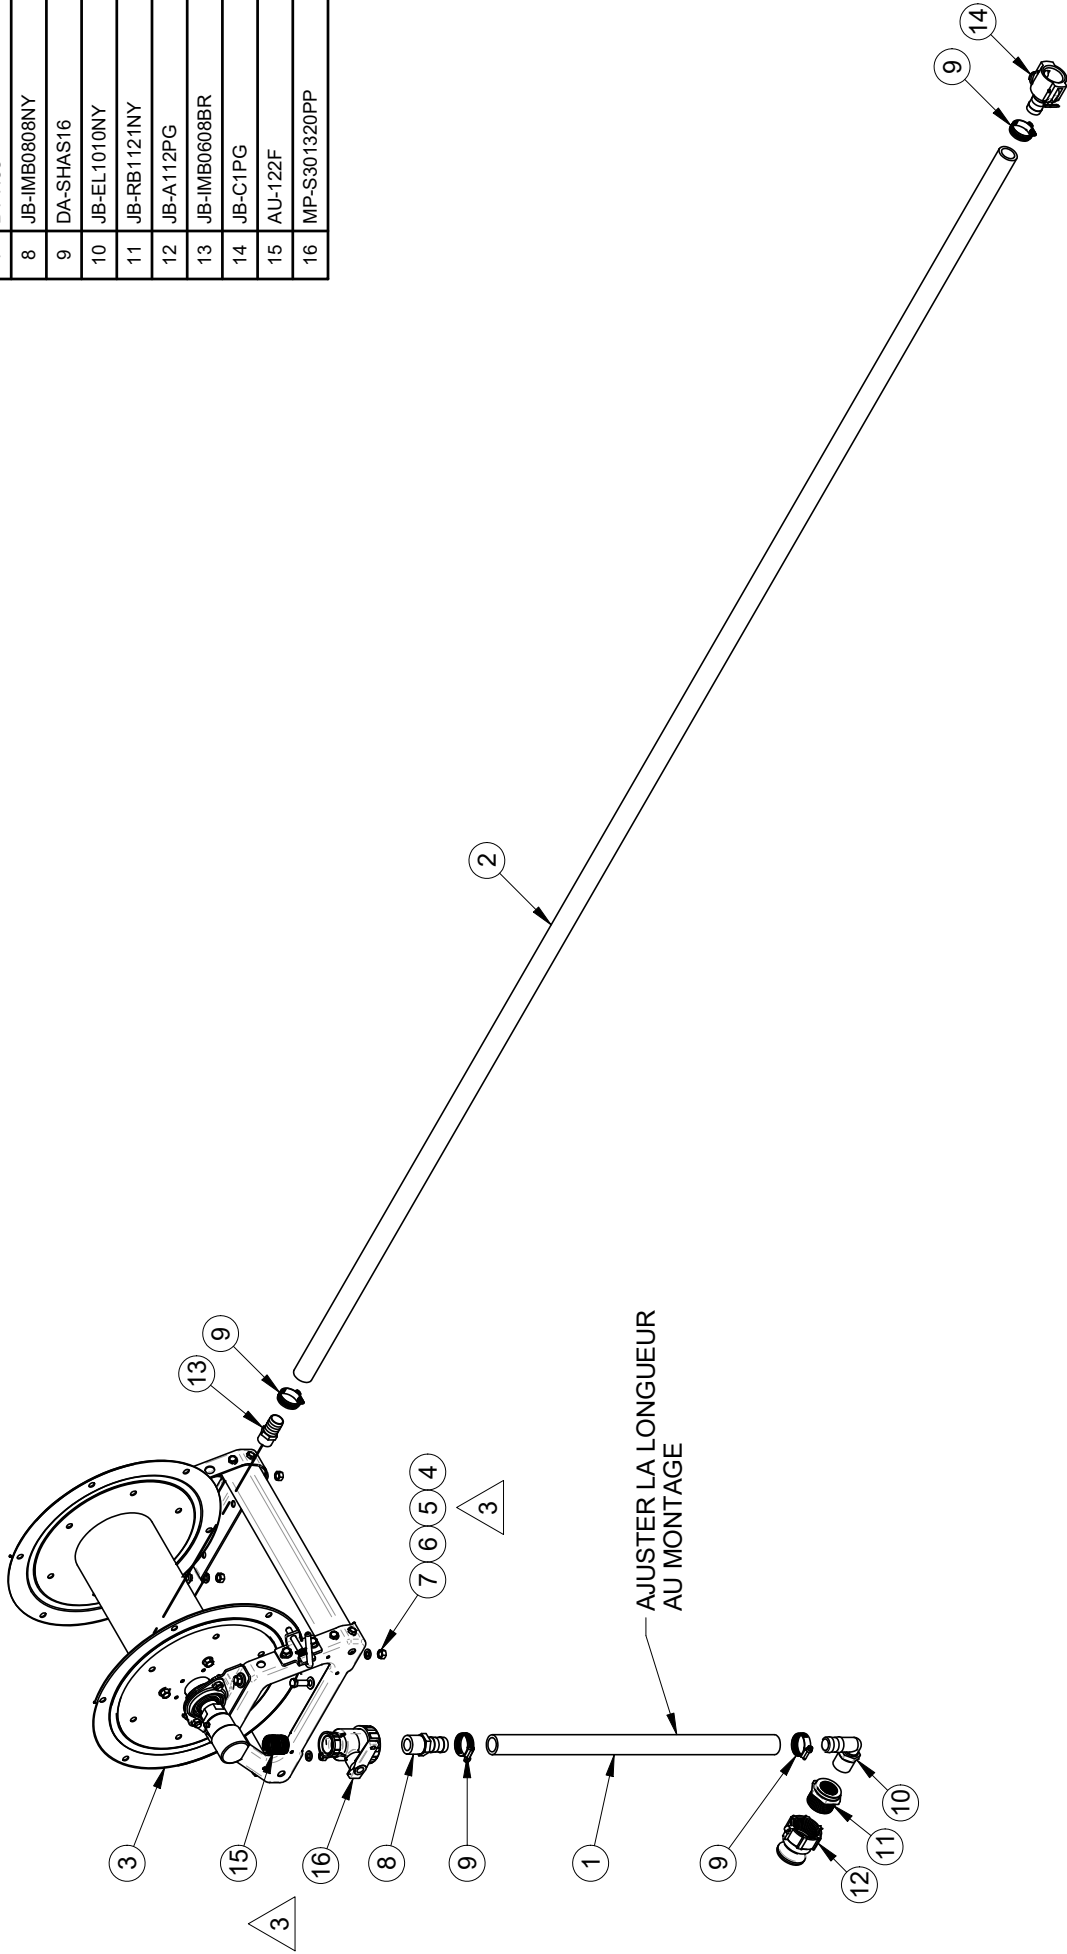 8 JB-IMB0808NY
9 DA-SHAS16
10 JB-EL1010NY
11 JB-RB1121NY
12 JB-A112PG
13 JB-IMB0608BR
14 JB-C1PG
15 AU-122F
16 MP-S301320PP
14
9
2
9
13
7 6 5 4
3
AJUSTER LA LONGUEUR
AU MONTAGE
3
15
16
8
9
1
9
12
11
10
3